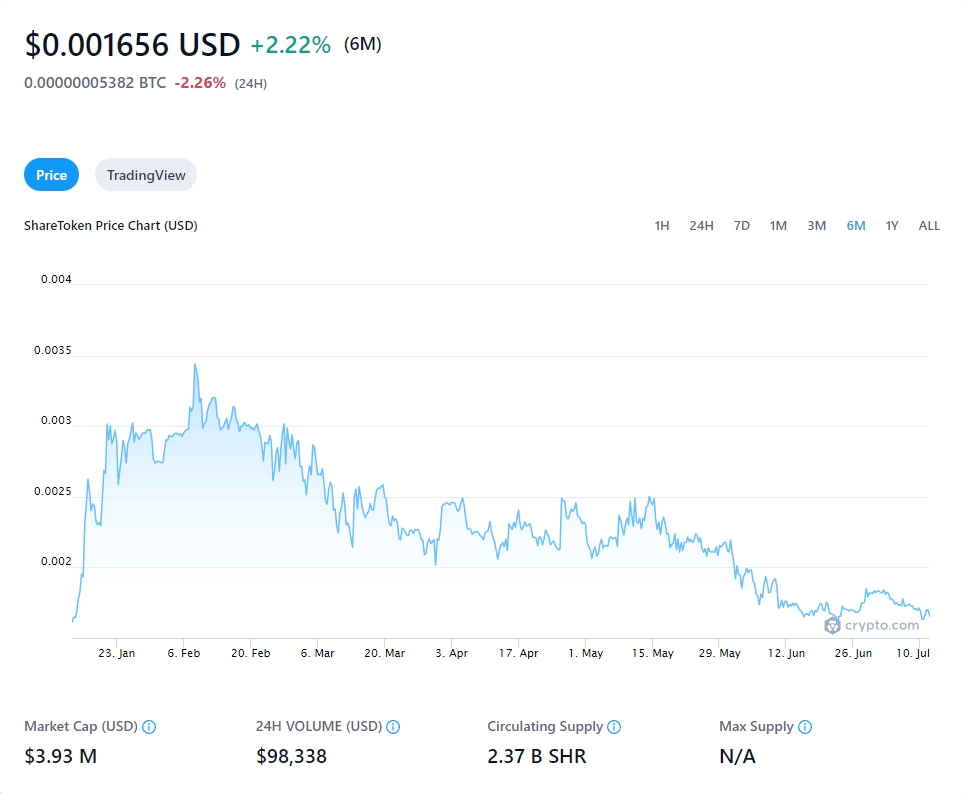 $0.001656 USD +2.22% (6M)
0.00000005382 BTC -2.26% (24H)
Price TradingView
ShareToken Price Chart (USD) 1H 24H 7D 1M 3M 6M 1Y ALL
0.004
0.0035
0.003
0.0025
0.002
crypto.com
23. Jan 6. Feb 20. Feb 6. Mar 20. Mar 3. Apr 17. Apr 1. May 15. May 29. May 12. Jun 26. Jun 10. Jul
Market Cap (USD) 24H VOLUME (USD) Circulating Supply Max Supply
$3.93 M $98,338 2.37 B SHR N/A